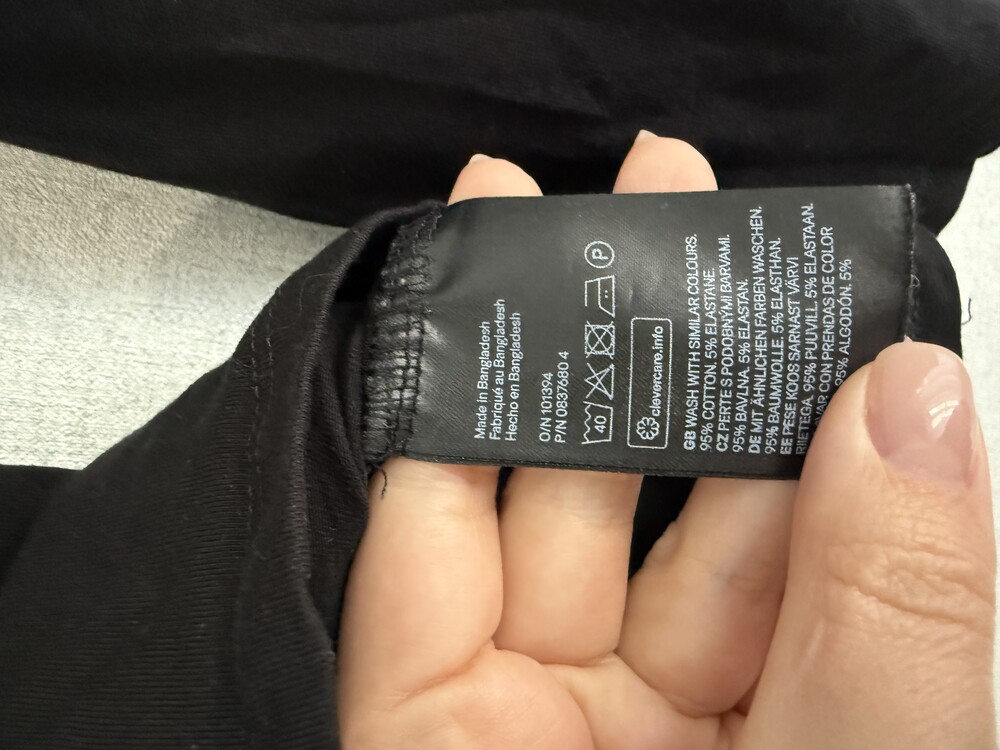 Made in Bangladesh
Fabriqué au Bangladesh
Hecho en Bangladesh
O/N 101394
P/N 0837680 4
40 P
clevercare.info
GB WASH WITH SIMILAR COLOURS.
95% COTTON. 5% ELASTANE.
CZ PERTE S PODOBNÝMI BARVAMI.
95% BAVLNA. 5% ELASTAN.
DE MIT ÄHNLICHEN FARBEN WASCHEN.
95% BAUMWOLLE. 5% ELASTHAN.
EE PESE KOOS SARNAST VÄRVI
RIIETEGA. 95% PUUVILL. 5% ELASTAAN.
CON PRENDAS DE COLOR
95% ALGODÓN. 5%